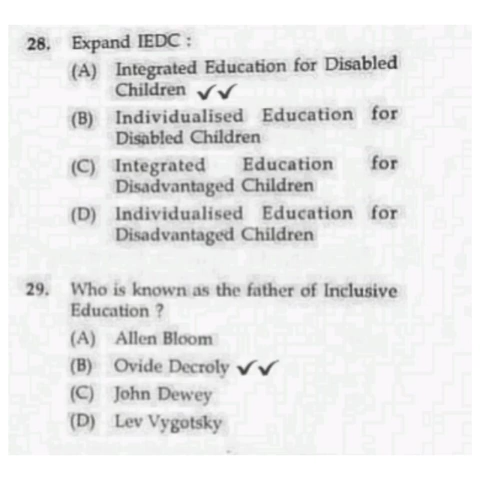 28. Expand IEDC :
(A) Integrated Education for Disabled
Children ✓✓
(B) Individualised Education for
Disabled Children
(C) Integrated Education for
Disadvantaged Children
(D) Individualised Education for
Disadvantaged Children
29. Who is known as the father of Inclusive
Education ?
(A) Allen Bloom
(B) Ovide Decroly ✓✓
(C) John Dewey
(D) Lev Vygotsky